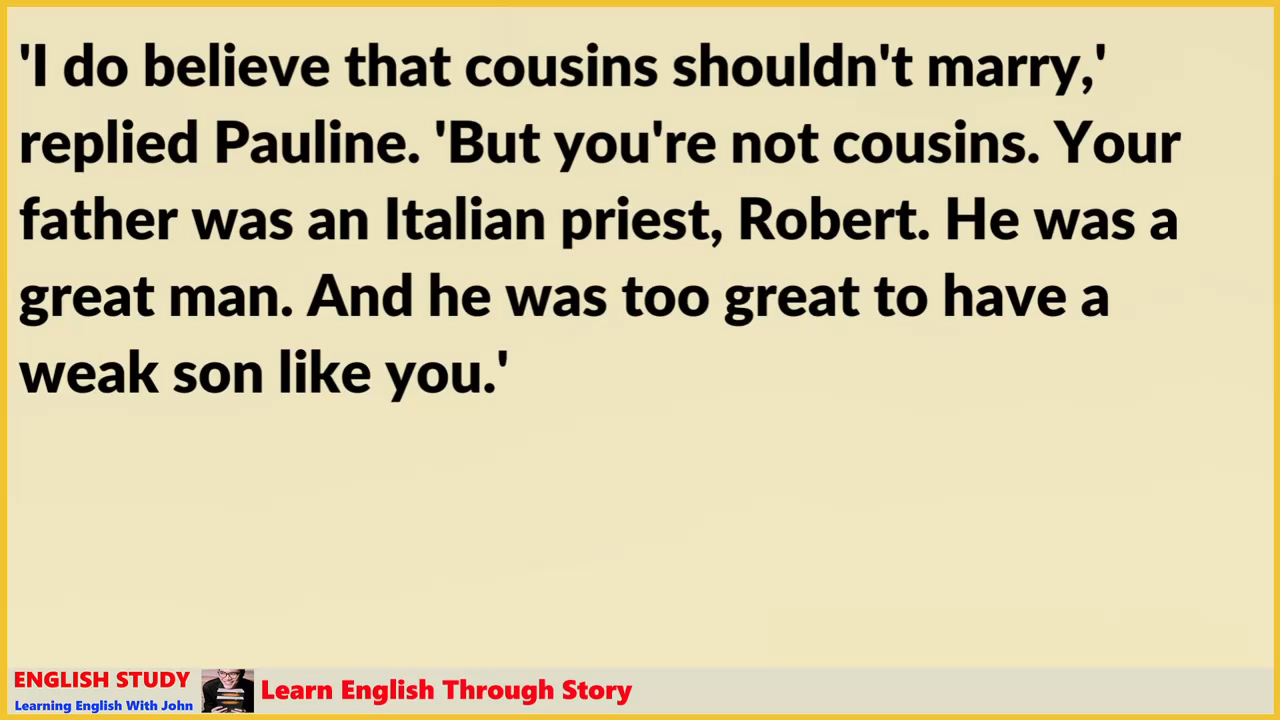 'I do believe that cousins shouldn't marry,'
replied Pauline. 'But you're not cousins. Your
father was an Italian priest, Robert. He was a
great man. And he was too great to have a
weak son like you.'
ENGLISH STUDY
Learning English With John
Learn English Through Story